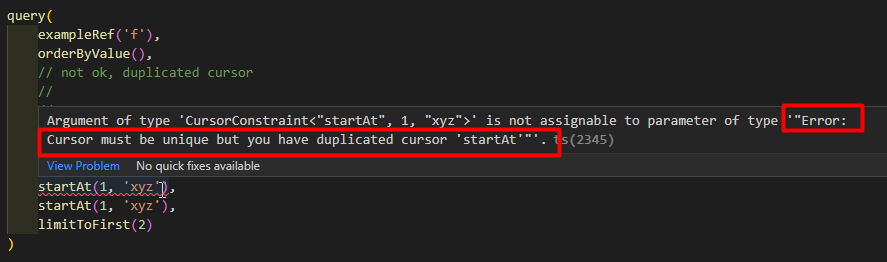 query(
exampleRef('f'),
orderByValue(),
// not ok, duplicated cursor
//
Argument of type 'CursorConstraint<"startAt", 1, "xyz">' is not assignable to parameter of type '"Error:
Cursor must be unique but you have duplicated cursor 'startAt'"'. ts(2345)
View Problem No quick fixes available
startAt(1, 'xyz'),
startAt(1, 'xyz'),
limitToFirst(2)
)